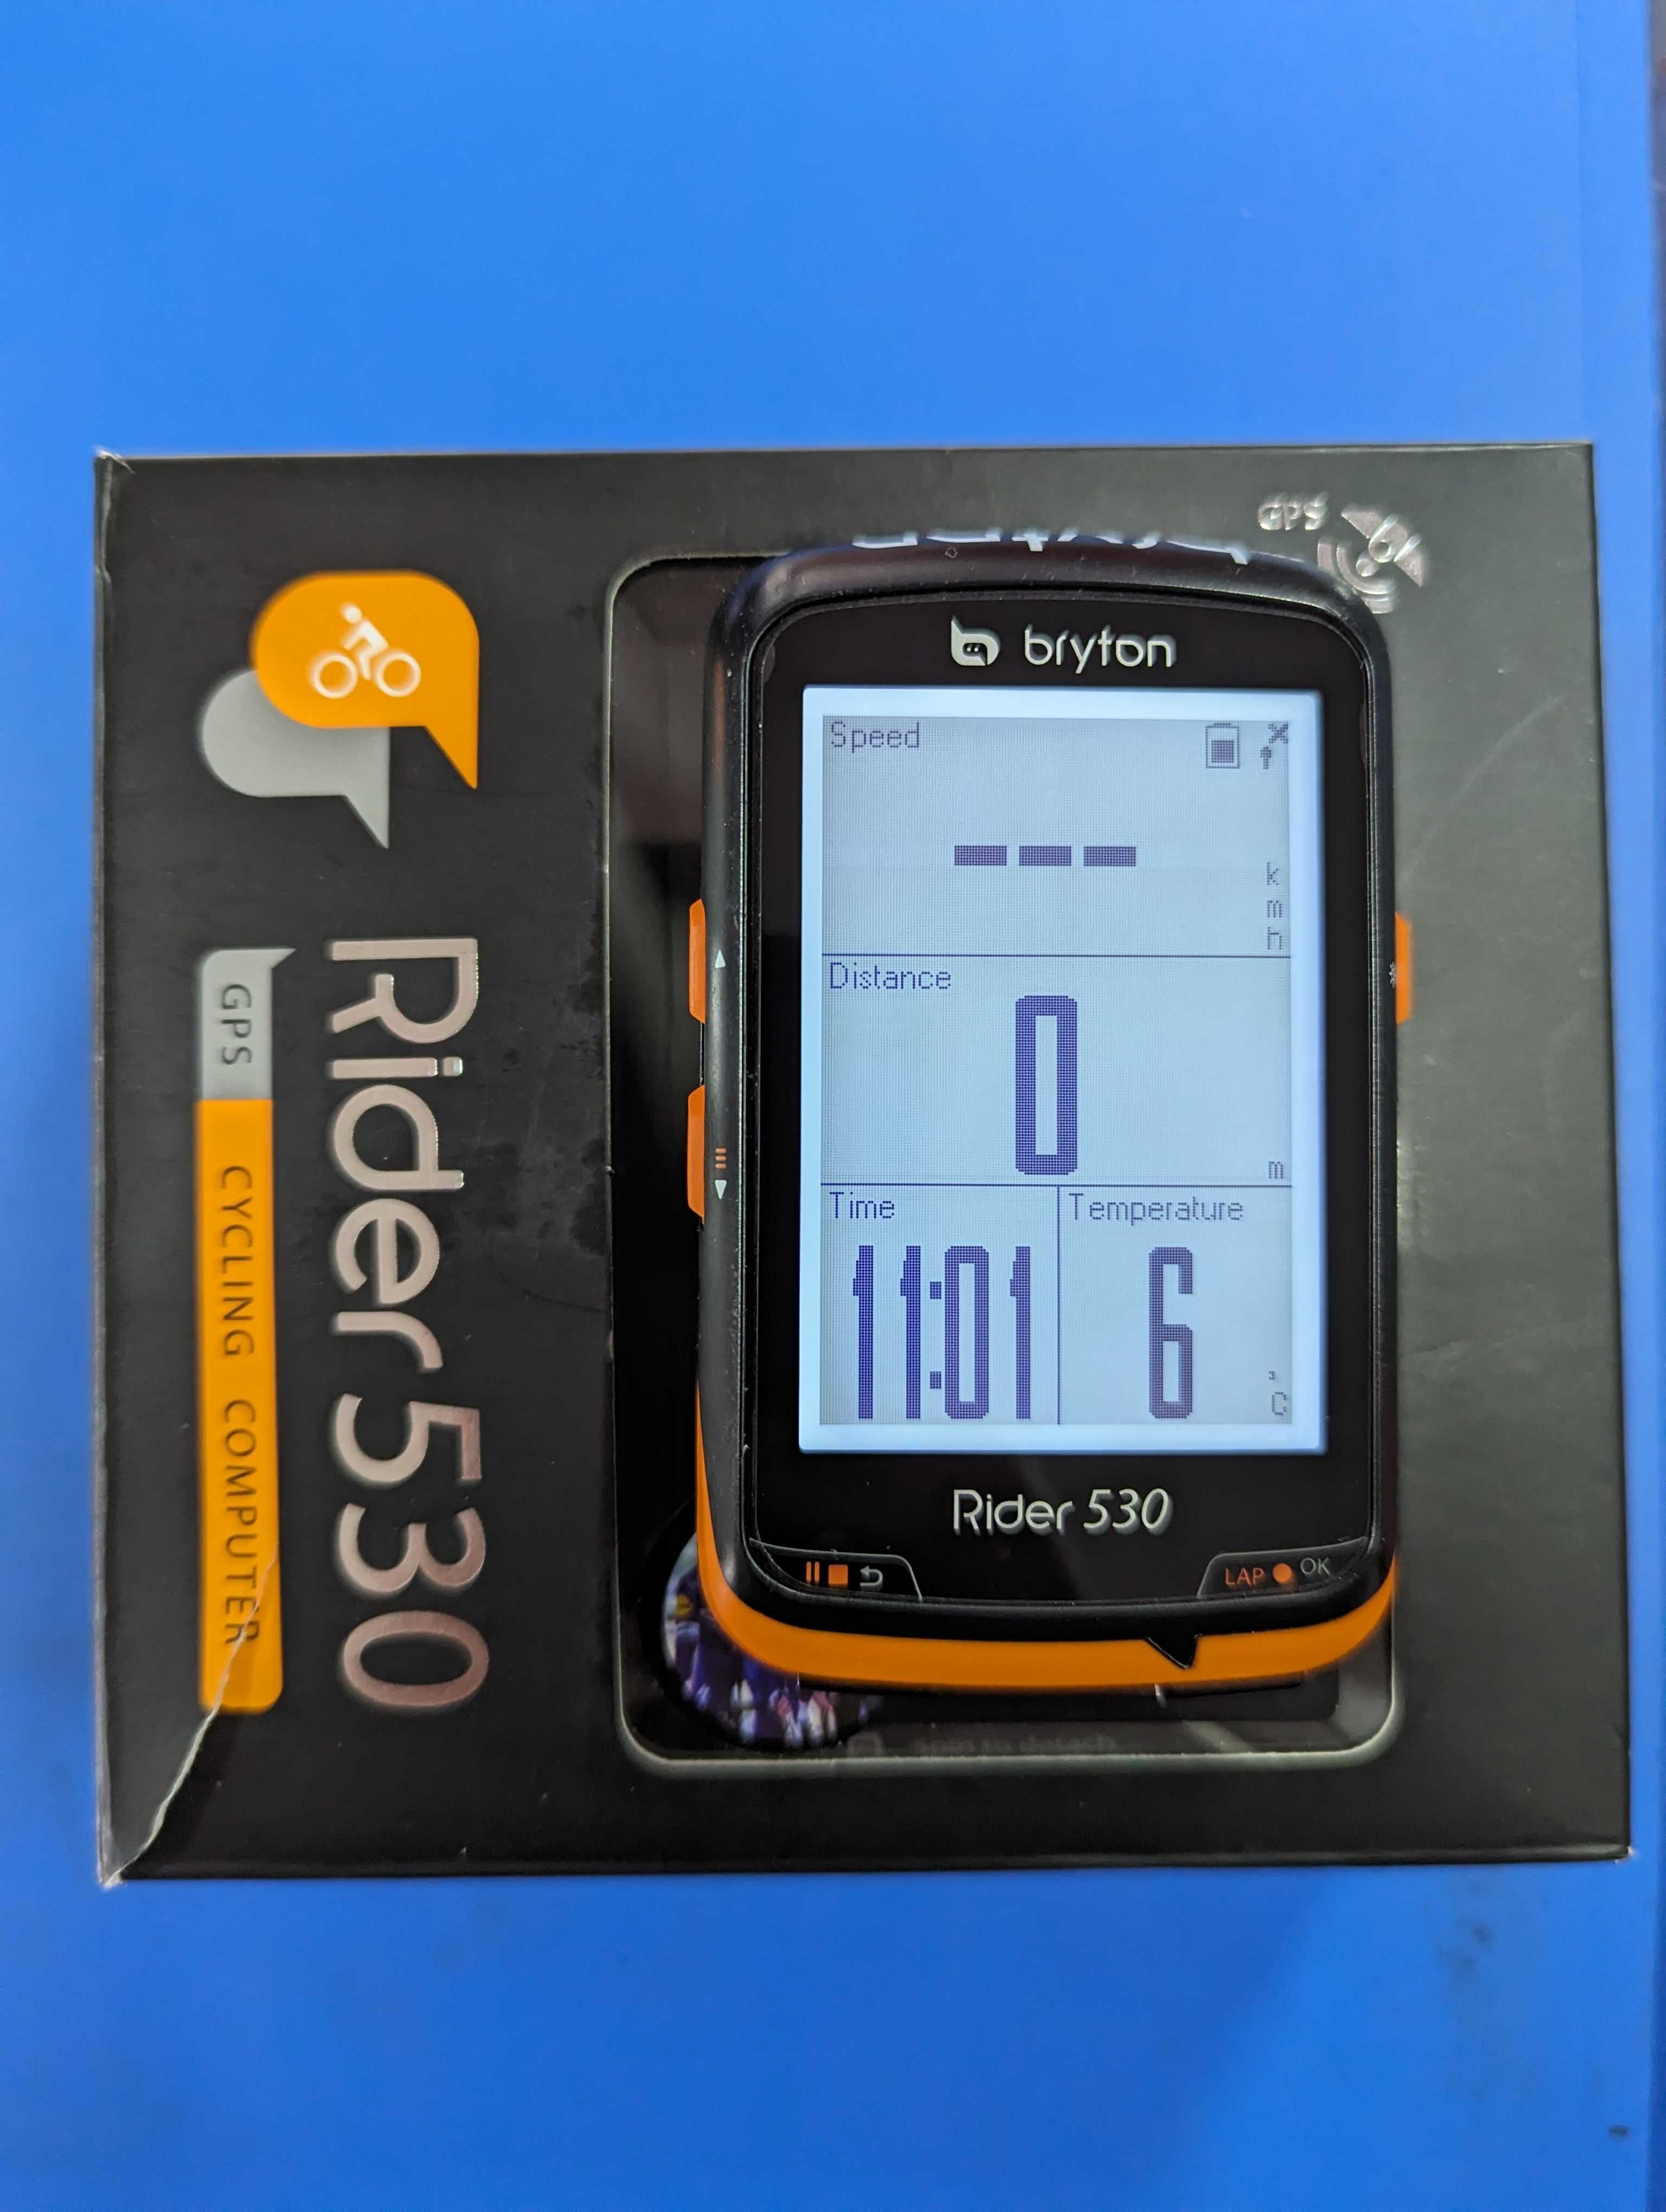 GPS
bryton
bryton
Speed
---
k
m
h
Distance
0
m
Time
11:01
Temperature
6
°C
Rider 530
LAP OK
Rider 530
GPS CYCLING COMPUTER